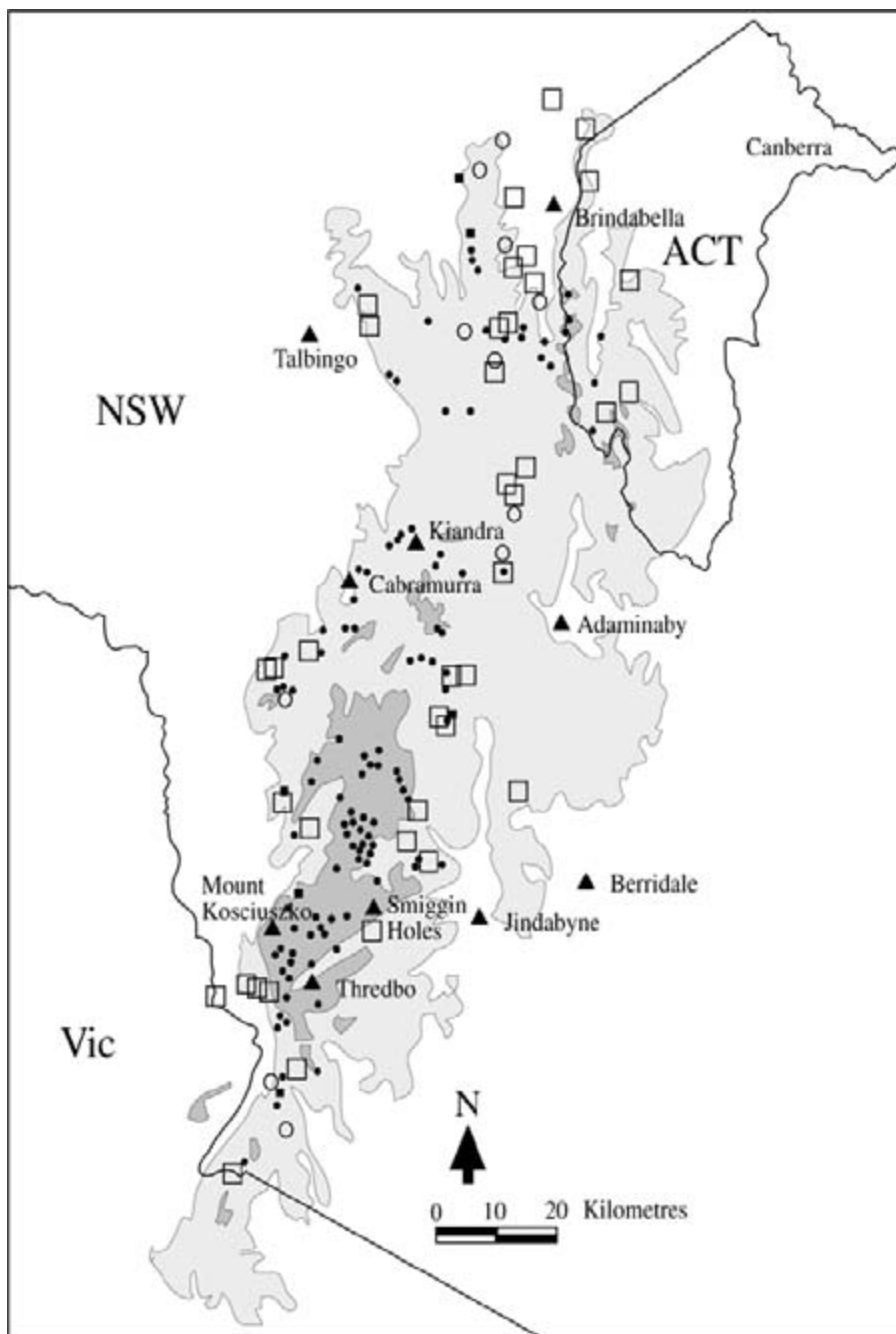 Canberra
Brindabella
ACT
Talbingo
NSW
Kiandra
Cabramurra
Adaminaby
Mount
Kosciuszko
Smiggin
Holes
Berridale
Jindabyne
Thredbo
Vic
N
0 10 20 Kilometres